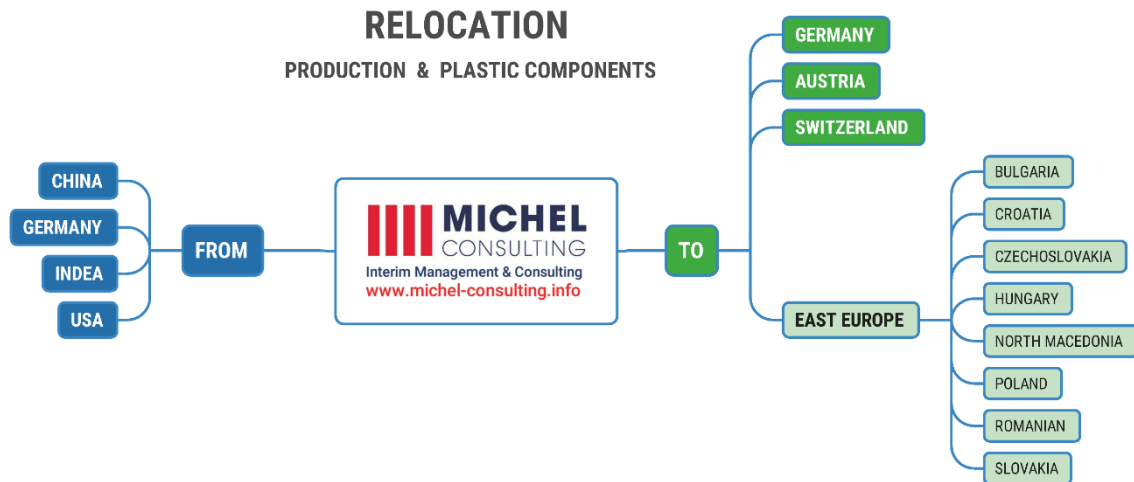 RELOCATION
PRODUCTION & PLASTIC COMPONENTS
CHINA
GERMANY
INDEA
USA
FROM
MICHEL
CONSULTING
Interim Management & Consulting
www.michel-consulting.info
TO
GERMANY
AUSTRIA
SWITZERLAND
EAST EUROPE
BULGARIA
CROATIA
CZECHOSLOVAKIA
HUNGARY
NORTH MACEDONIA
POLAND
ROMANIAN
SLOVAKIA